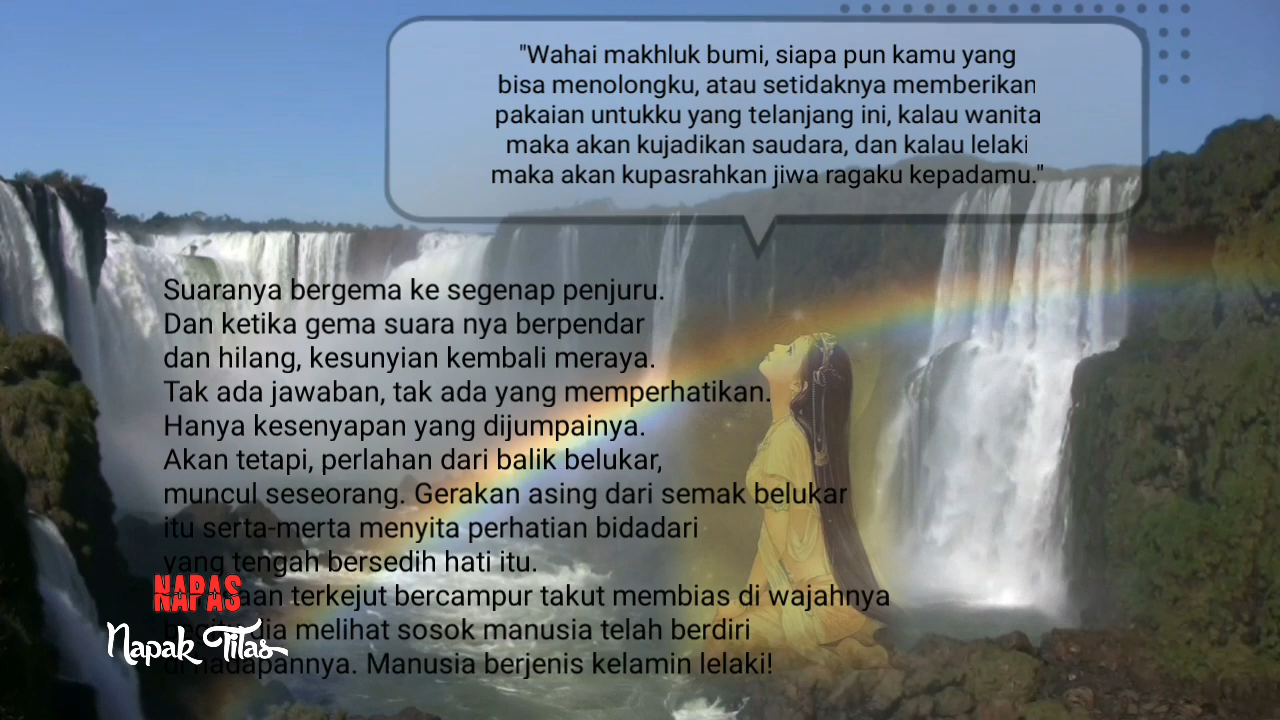 "Wahai makhluk bumi, siapa pun kamu yang
bisa menolongku, atau setidaknya memberikan
pakaian untukku yang telanjang ini, kalau wanita
maka akan kujadikan saudara, dan kalau lelaki
maka akan kupasrahkan jiwa ragaku kepadamu."
Suaranya bergema ke segenap penjuru.
Dan ketika gema suara nya berpendar
dan hilang, kesunyian kembali meraya.
Tak ada jawaban, tak ada yang memperhatikan.
Hanya kesenyapan yang dijumpainya.
Akan tetapi, perlahan dari balik belukar,
muncul seseorang. Gerakan asing dari semak belukar
itu serta-merta menyita perhatian bidadari
yang tengah bersedih hati itu.
terkejut bercampur takut membias di wajahnya
dia melihat sosok manusia telah berdiri
di hadapannya. Manusia berjenis kelamin lelaki!
NAPAS
Napak Tilas